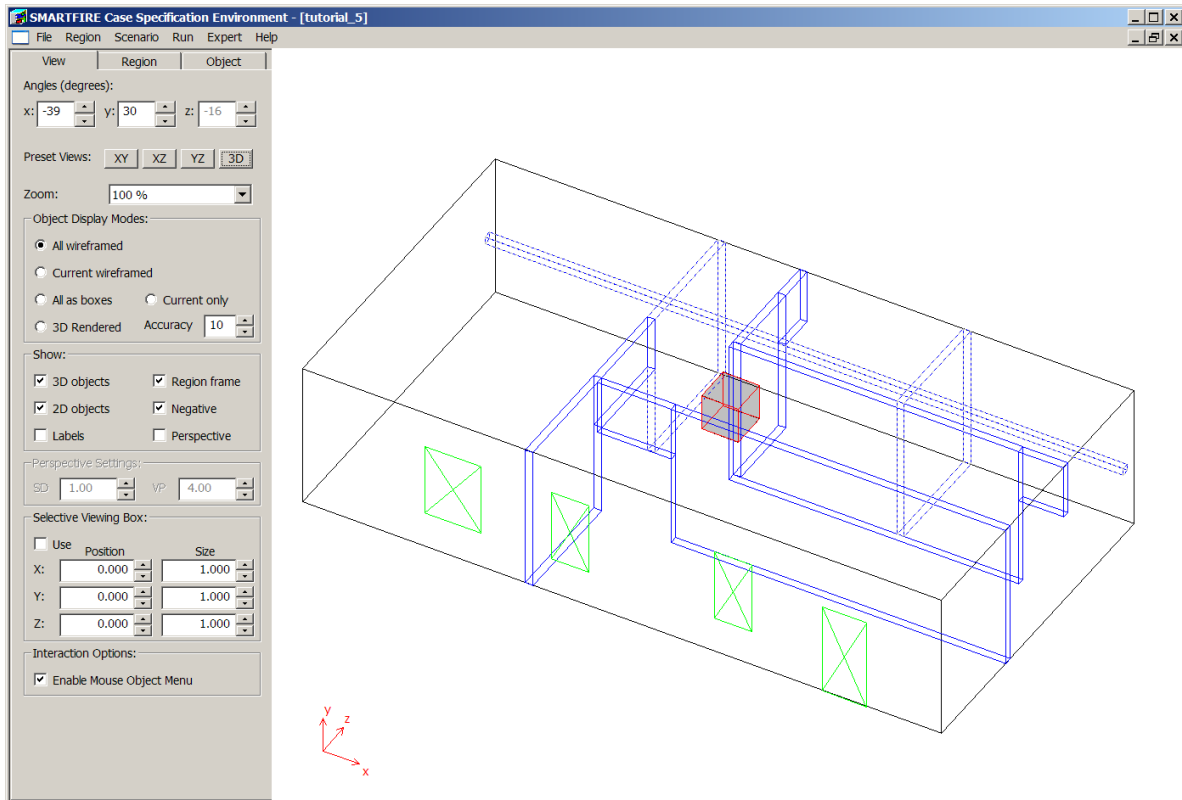 SMARTFIRE Case Specification Environment - [tutorial_5]
File Region Scenario Run Expert Help
View Region Object
Angles (degrees):
x: -39 y: 30 z: -16
Preset Views: XY XZ YZ 3D
Zoom: 100 %
Object Display Modes:
All wireframed
Current wireframed
All as boxes Current only
3D Rendered Accuracy 10
Show:
3D objects Region frame
2D objects Negative
Labels Perspective
Perspective Settings:
SD 1.00 VP 4.00
Selective Viewing Box:
Use Position Size
X: 0.000 1.000
Y: 0.000 1.000
Z: 0.000 1.000
Interaction Options:
Enable Mouse Object Menu
y
z
x